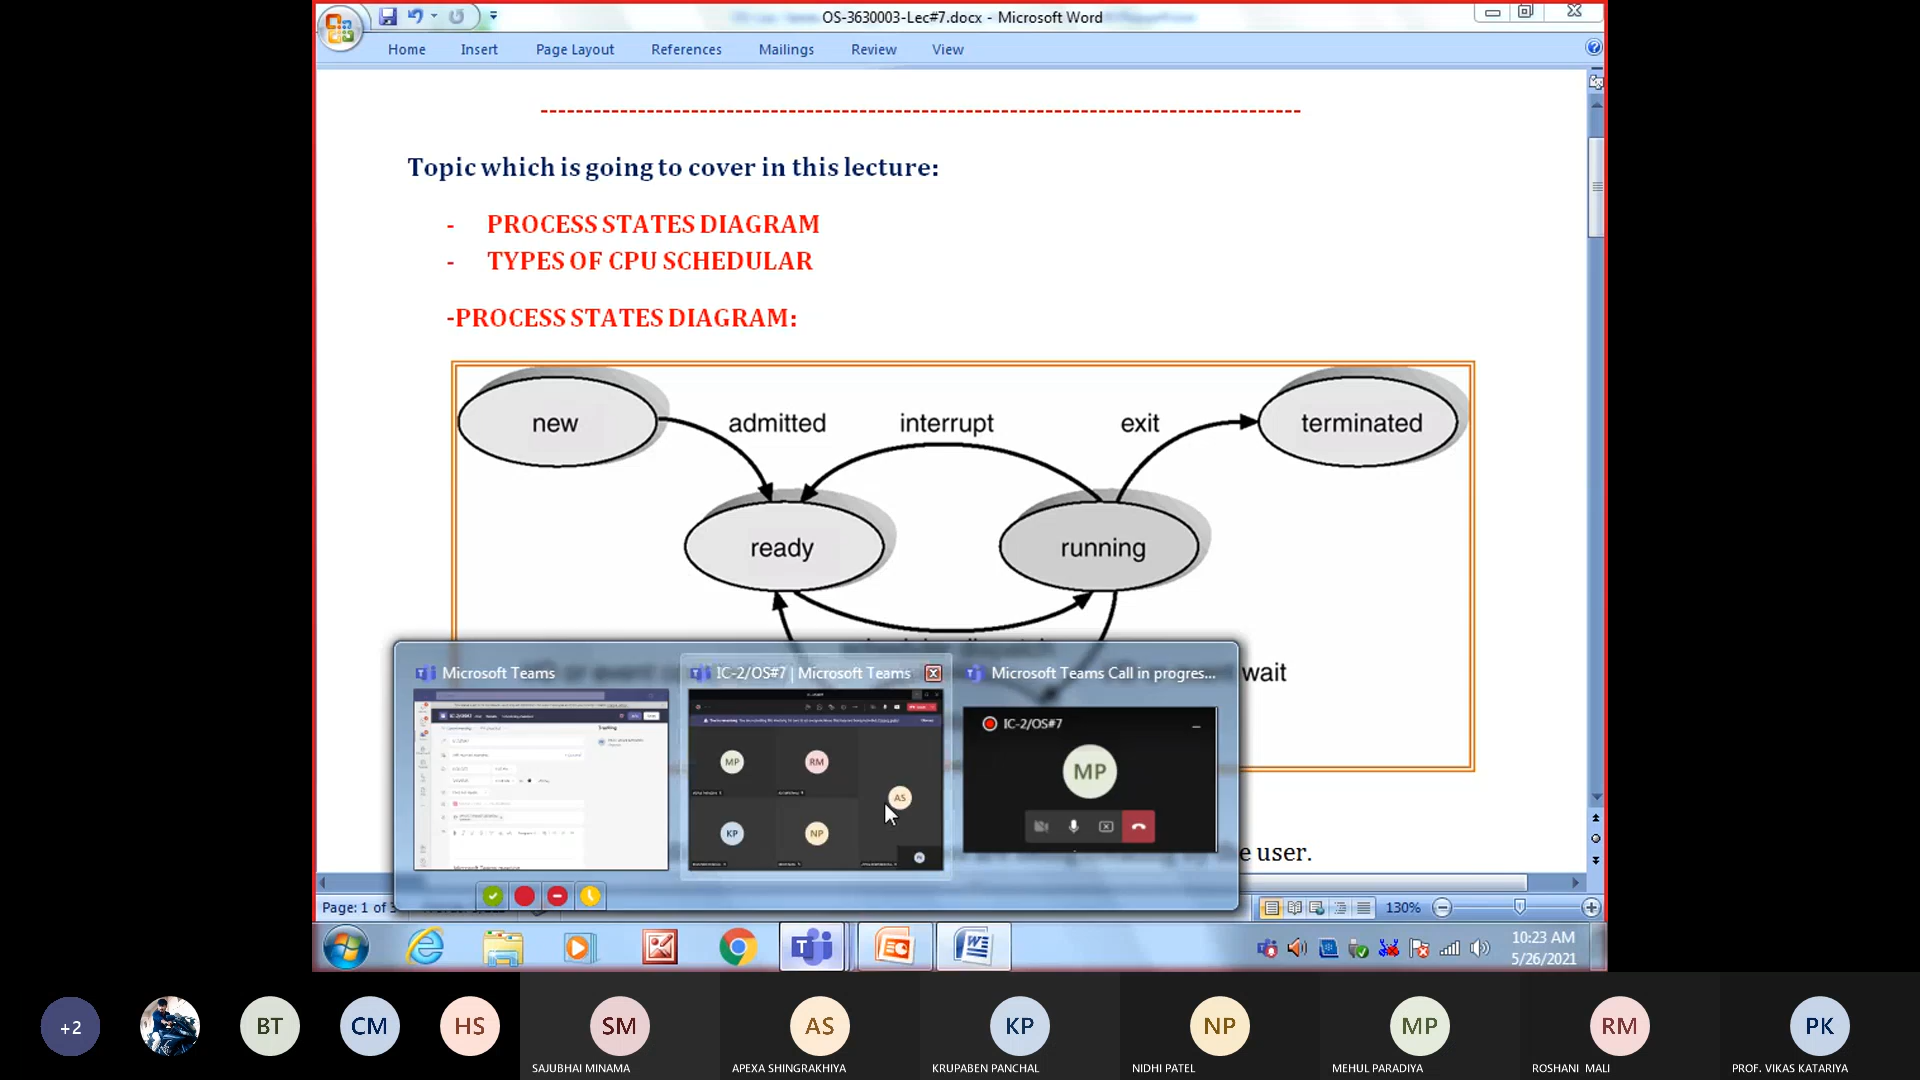 OS-3630003-Lec#7.docx - Microsoft Word
Home Insert Page Layout References Mailings Review View
Topic which is going to cover in this lecture:
- PROCESS STATES DIAGRAM
- TYPES OF CPU SCHEDULAR
-PROCESS STATES DIAGRAM:
new admitted interrupt exit terminated
ready running
wait
Microsoft Teams
IC-2/OS#7 | Microsoft Teams
Microsoft Teams Call in progres...
MP RM AS KP NP
IC-2/OS#7
MP
e user.
Page: 1 of 3
130%
10:23 AM
5/26/2021
+2 BT CM HS SM AS KP NP MP RM PK
SAJUBHAI MINAMA
APEXA SHINGRAKHIYA
KRUPABEN PANCHAL
NIDHI PATEL
MEHUL PARADIYA
ROSHANI MALI
PROF. VIKAS KATARIYA